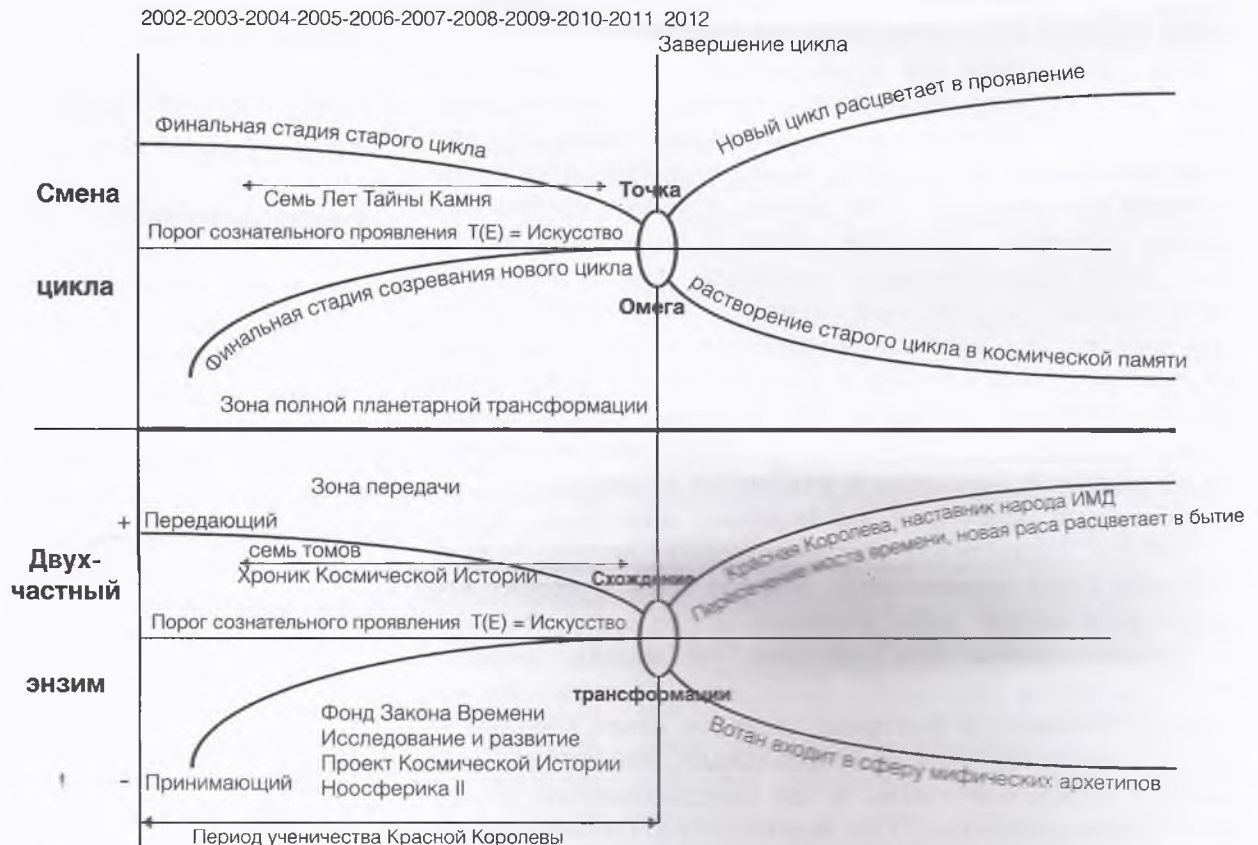 2002-2003-2004-2005-2006-2007-2008-2009-2010-2011 2012
Завершение цикла
Новый цикл расцветает в проявление
Финальная стадия старого цикла
Смена
Точка
Семь Лет Тайны Камня
Порог сознательного проявления T(E) = Искусство
цикла
Финальная стадия созревания нового цикла
Омега
растворение старого цикла в космической памяти
Зона полной планетарной трансформации
Зона передачи
+ Передающий
Красная Королева, наставник народа ИМД
Пересечение моста времени, новая раса расцветает в бытие
Двух-
частный
семь томов
Хроник Космической Истории
Схождение
Порог сознательного проявления T(E) = Искусство
энзим
трансформации
Фонд Закона Времени
Исследование и развитие
Проект Космической Истории
Ноосферика II
Вотан входит в сферу мифических архетипов
– Принимающий
Период ученичества Красной Королевы